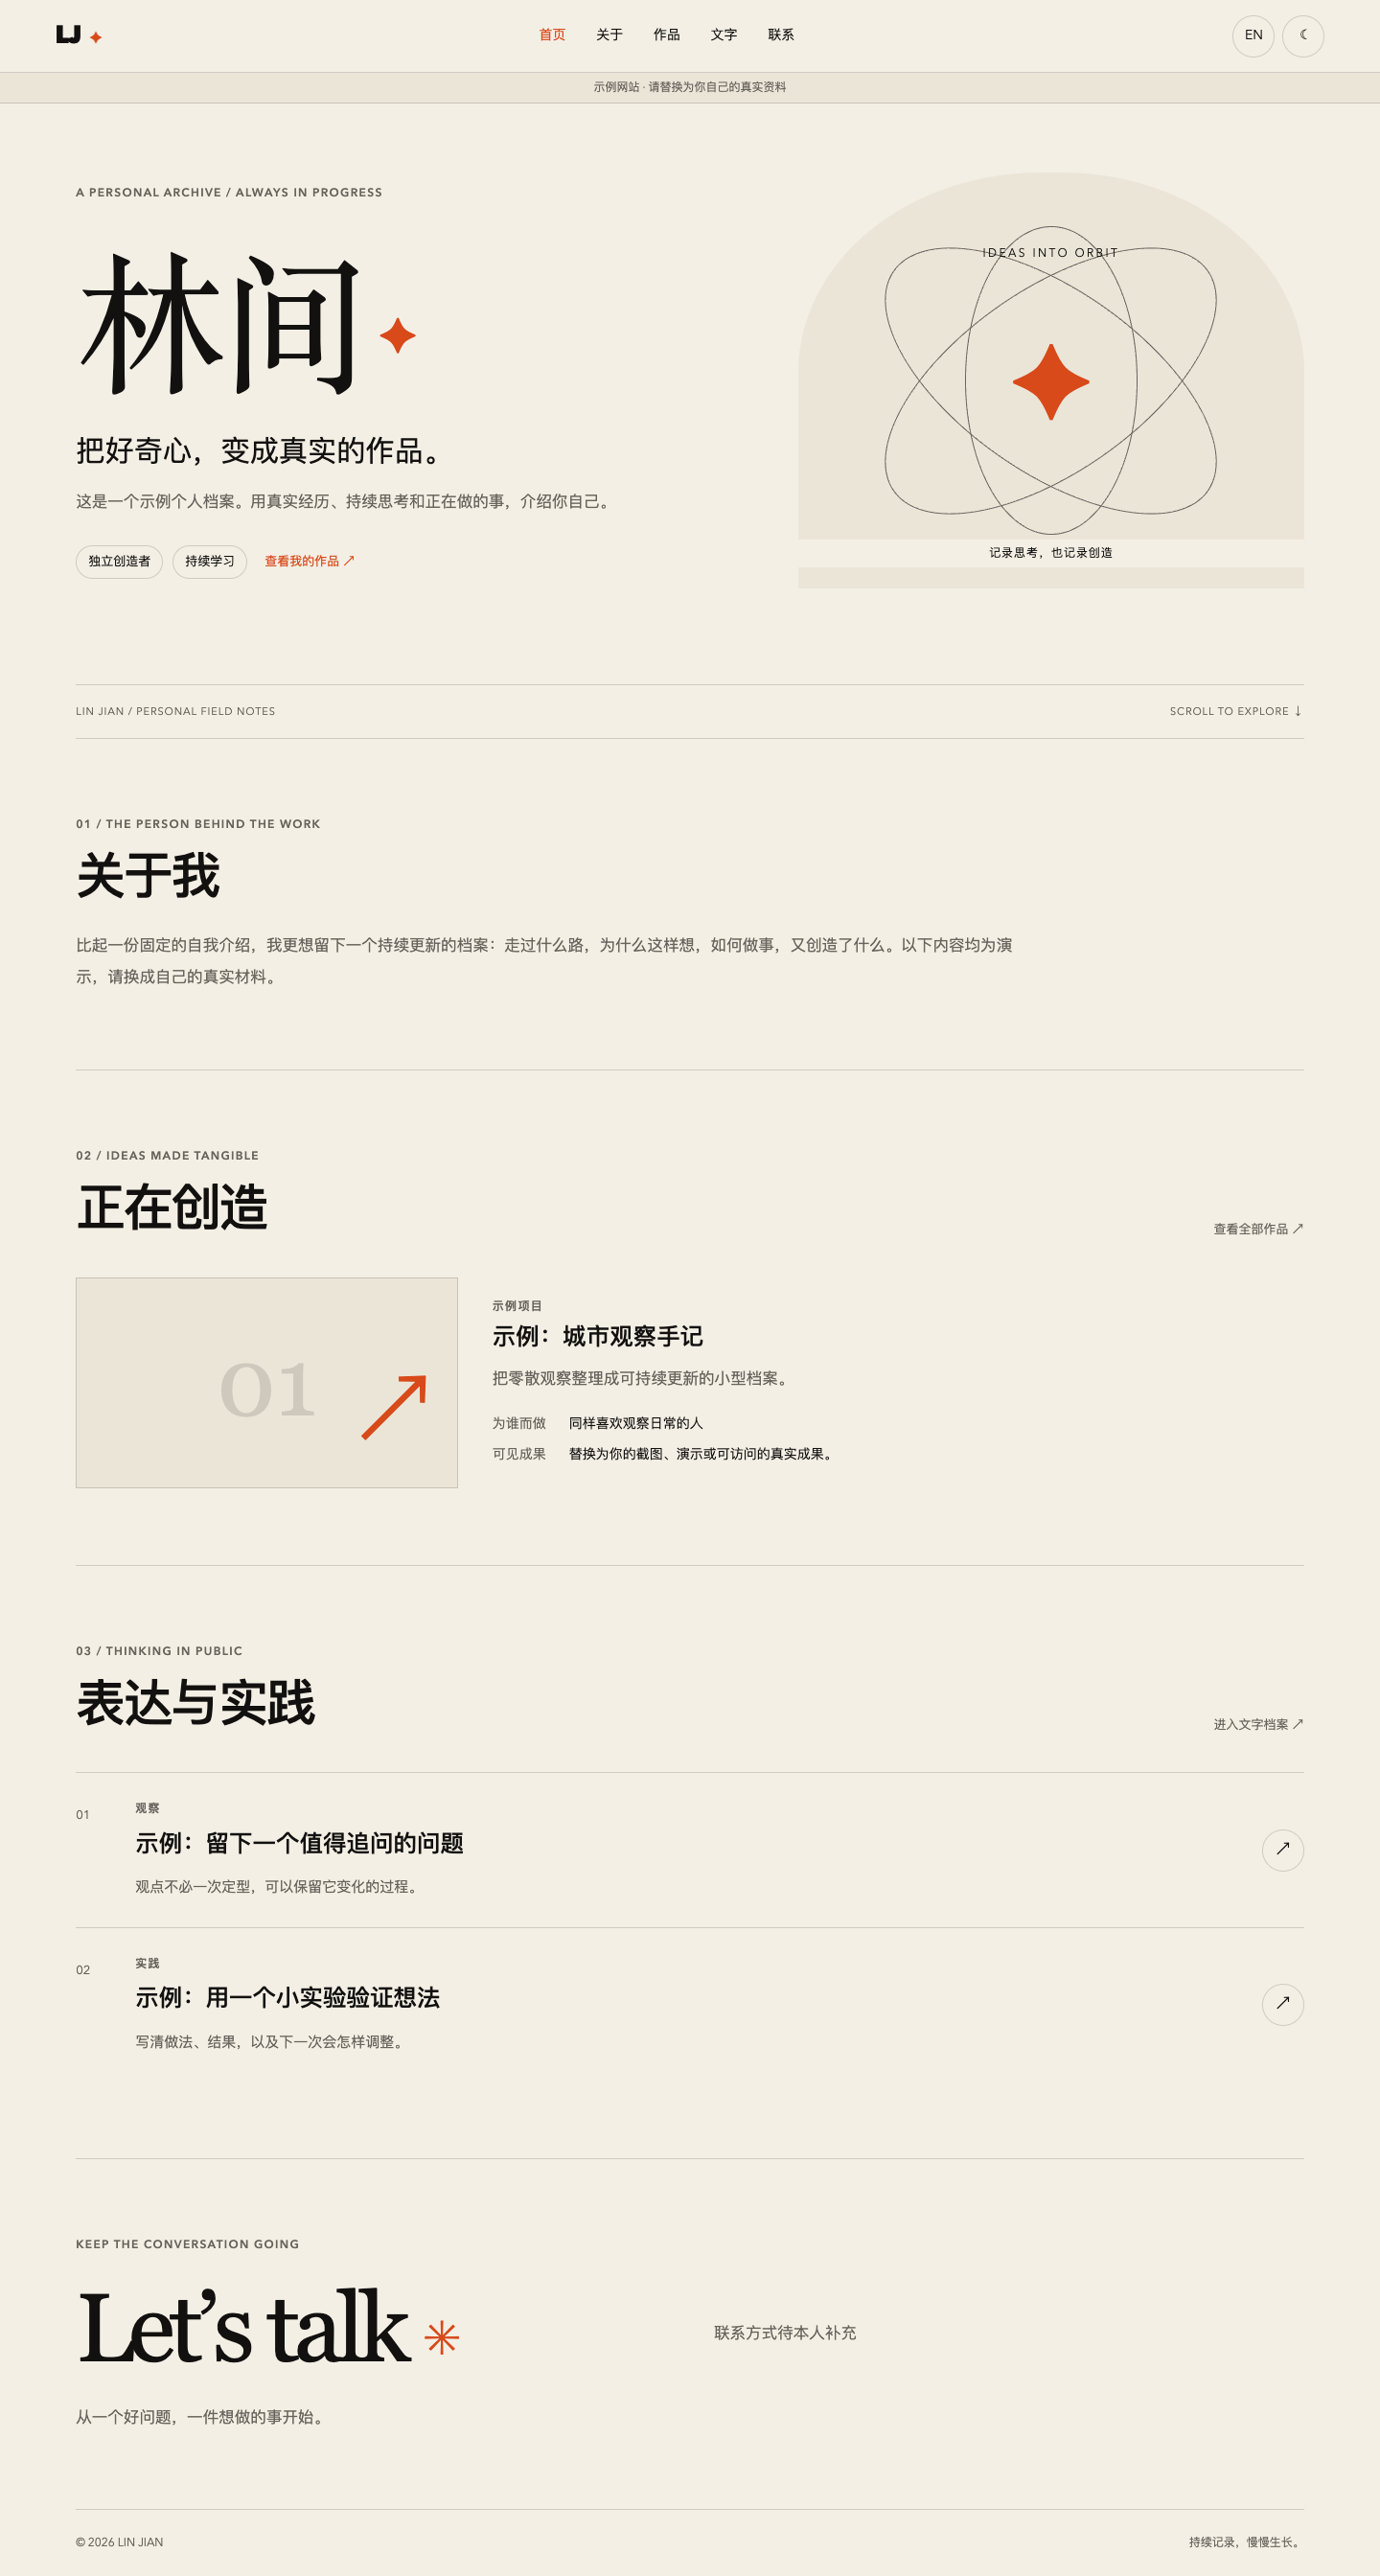 LJ
首页 关于 作品 文字 联系
EN
示例网站 · 请替换为你自己的真实资料
A PERSONAL ARCHIVE / ALWAYS IN PROGRESS
林间
把好奇心，变成真实的作品。
这是一个示例个人档案。用真实经历、持续思考和正在做的事，介绍你自己。
独立创造者 持续学习 查看我的作品 ↗
IDEAS INTO ORBIT
记录思考，也记录创造
LIN JIAN / PERSONAL FIELD NOTES
SCROLL TO EXPLORE ↓
01 / THE PERSON BEHIND THE WORK
关于我
比起一份固定的自我介绍，我更想留下一个持续更新的档案：走过什么路，为什么这样想，如何做事，又创造了什么。以下内容均为演
示，请换成自己的真实材料。
02 / IDEAS MADE TANGIBLE
正在创造
查看全部作品 ↗
01 ↗
示例项目
示例：城市观察手记
把零散观察整理成可持续更新的小型档案。
为谁而做 同样喜欢观察日常的人
可见成果 替换为你的截图、演示或可访问的真实成果。
03 / THINKING IN PUBLIC
表达与实践
进入文字档案 ↗
01
观察
示例：留下一个值得追问的问题
观点不必一次定型，可以保留它变化的过程。
↗
02
实践
示例：用一个小实验验证想法
写清做法、结果，以及下一次会怎样调整。
↗
KEEP THE CONVERSATION GOING
Let’s talk
联系方式待本人补充
从一个好问题，一件想做的事开始。
© 2026 LIN JIAN
持续记录，慢慢生长。